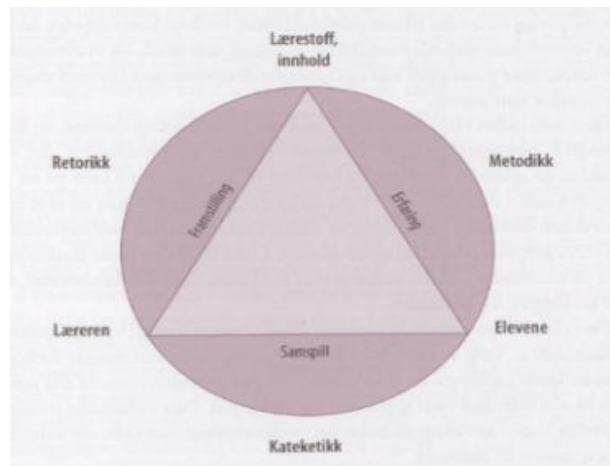 Lærestoff,
innhold
Retorikk
Metodikk
Framstilling
Erfaring
Læreren
Elevene
Samspill
Kateketikk